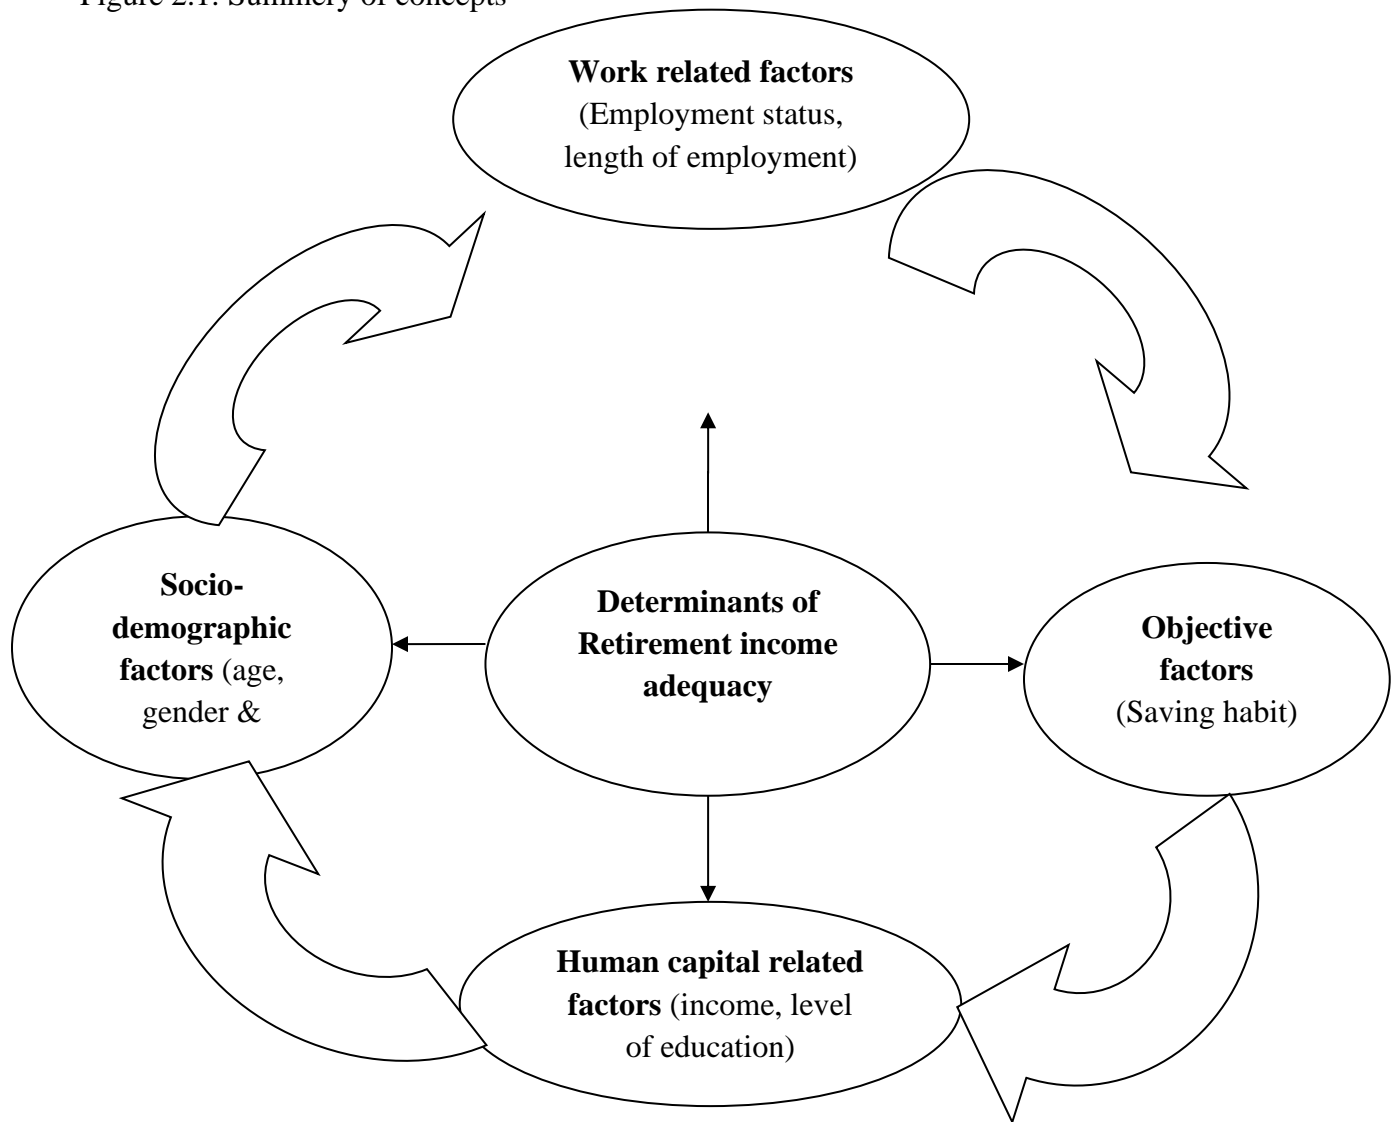 Figure 2.1: Summery of concepts
Work related factors
(Employment status,
length of employment)
Socio-
demographic
factors (age,
gender &
Determinants of
Retirement income
adequacy
Objective
factors
(Saving habit)
Human capital related
factors (income, level
of education)